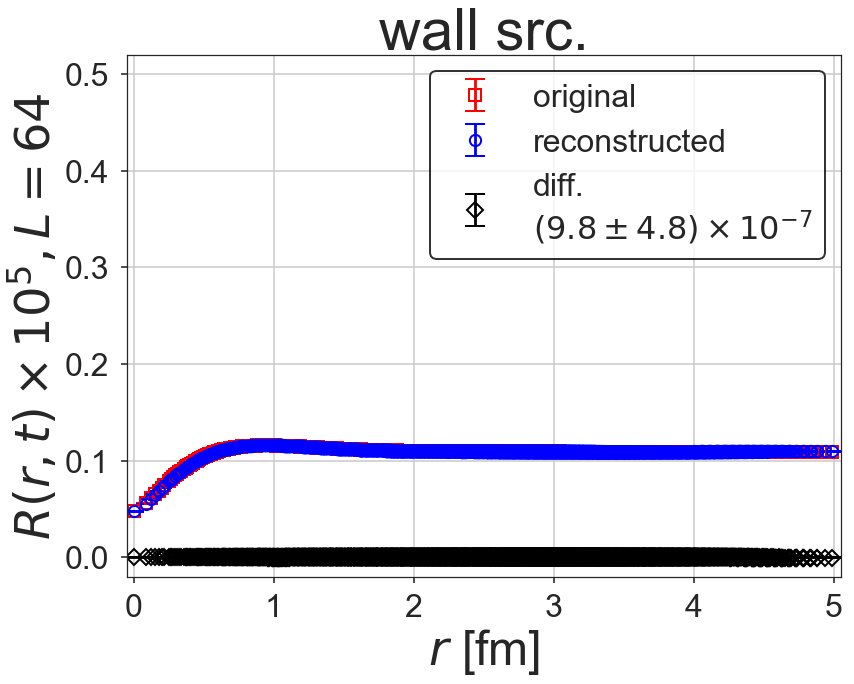 wall src.
R(r, t) × 10⁵, L = 64
0.5
0.4
0.3
0.2
0.1
0.0
original
reconstructed
diff.
(9.8 ± 4.8) × 10⁻⁷
0 1 2 3 4 5
r [fm]